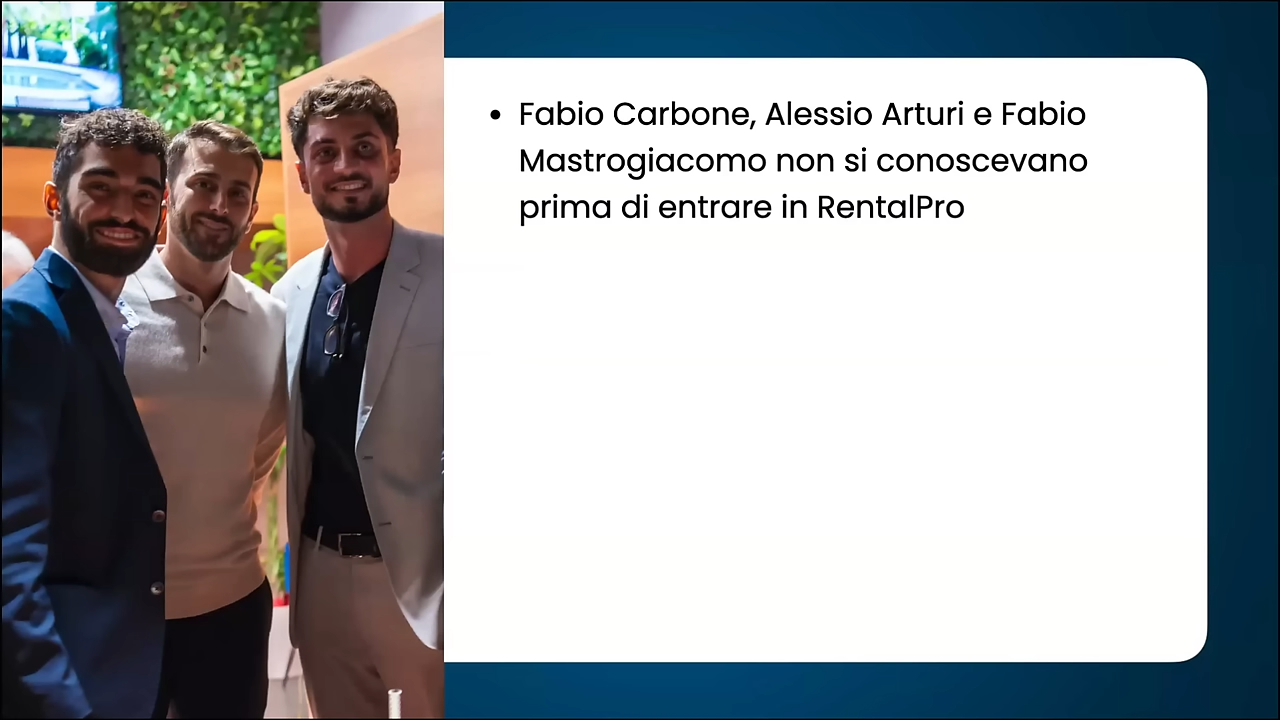 • Fabio Carbone, Alessio Arturi e Fabio
Mastrogiacomo non si conoscevano
prima di entrare in RentalPro